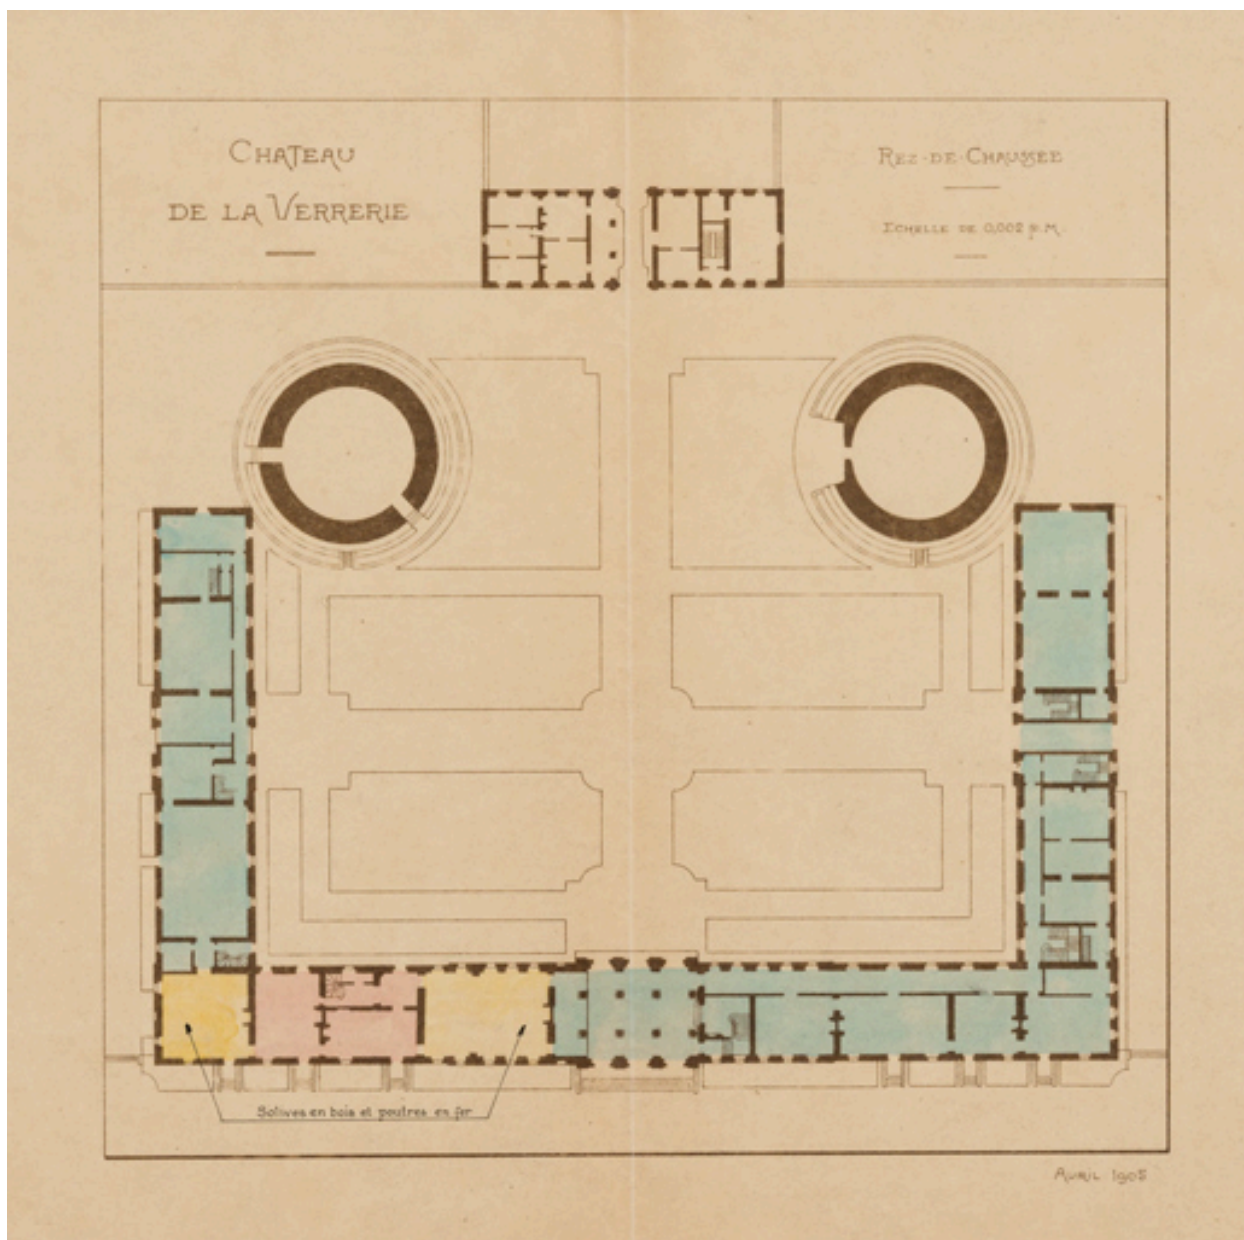 CHATEAU
DE LA VERRERIE
REZ-DE-CHAUSSÉE
ECHELLE DE 0,002 P.M.
Solives en bois et poutres en fer
AVRIL 1905